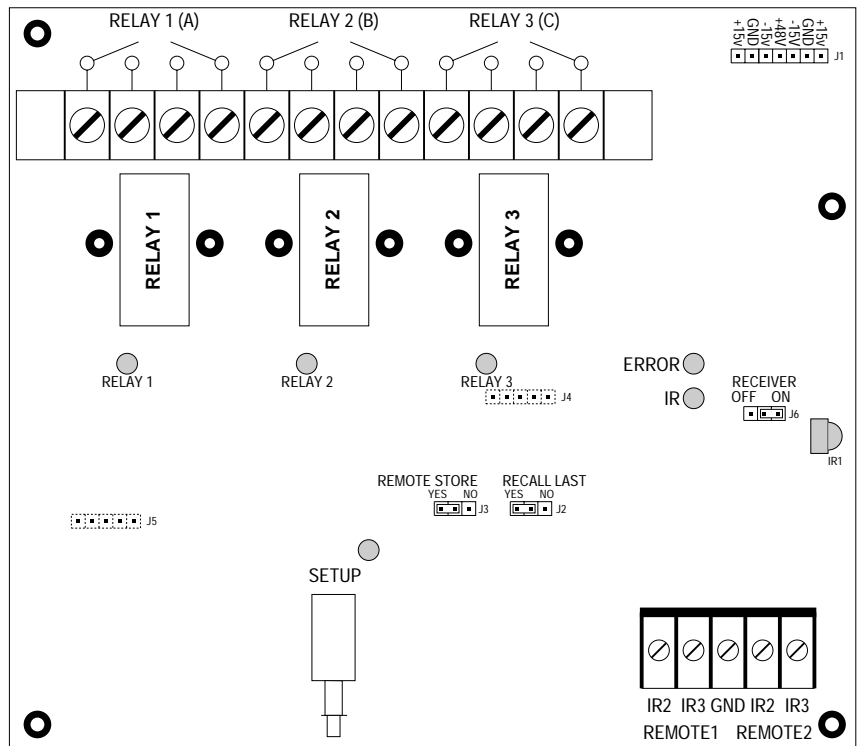 RELAY 1 (A) RELAY 2 (B) RELAY 3 (C)
+15v GND -15v +48V -15V GND +15v
J1
RELAY 1 RELAY 2 RELAY 3
RELAY 1 RELAY 2 RELAY 3
J4
ERROR
IR
RECEIVER
OFF ON
J6
IR1
REMOTE STORE RECALL LAST
YES NO YES NO
J3 J2
J5
SETUP
IR2 IR3 GND IR2 IR3
REMOTE1 REMOTE2